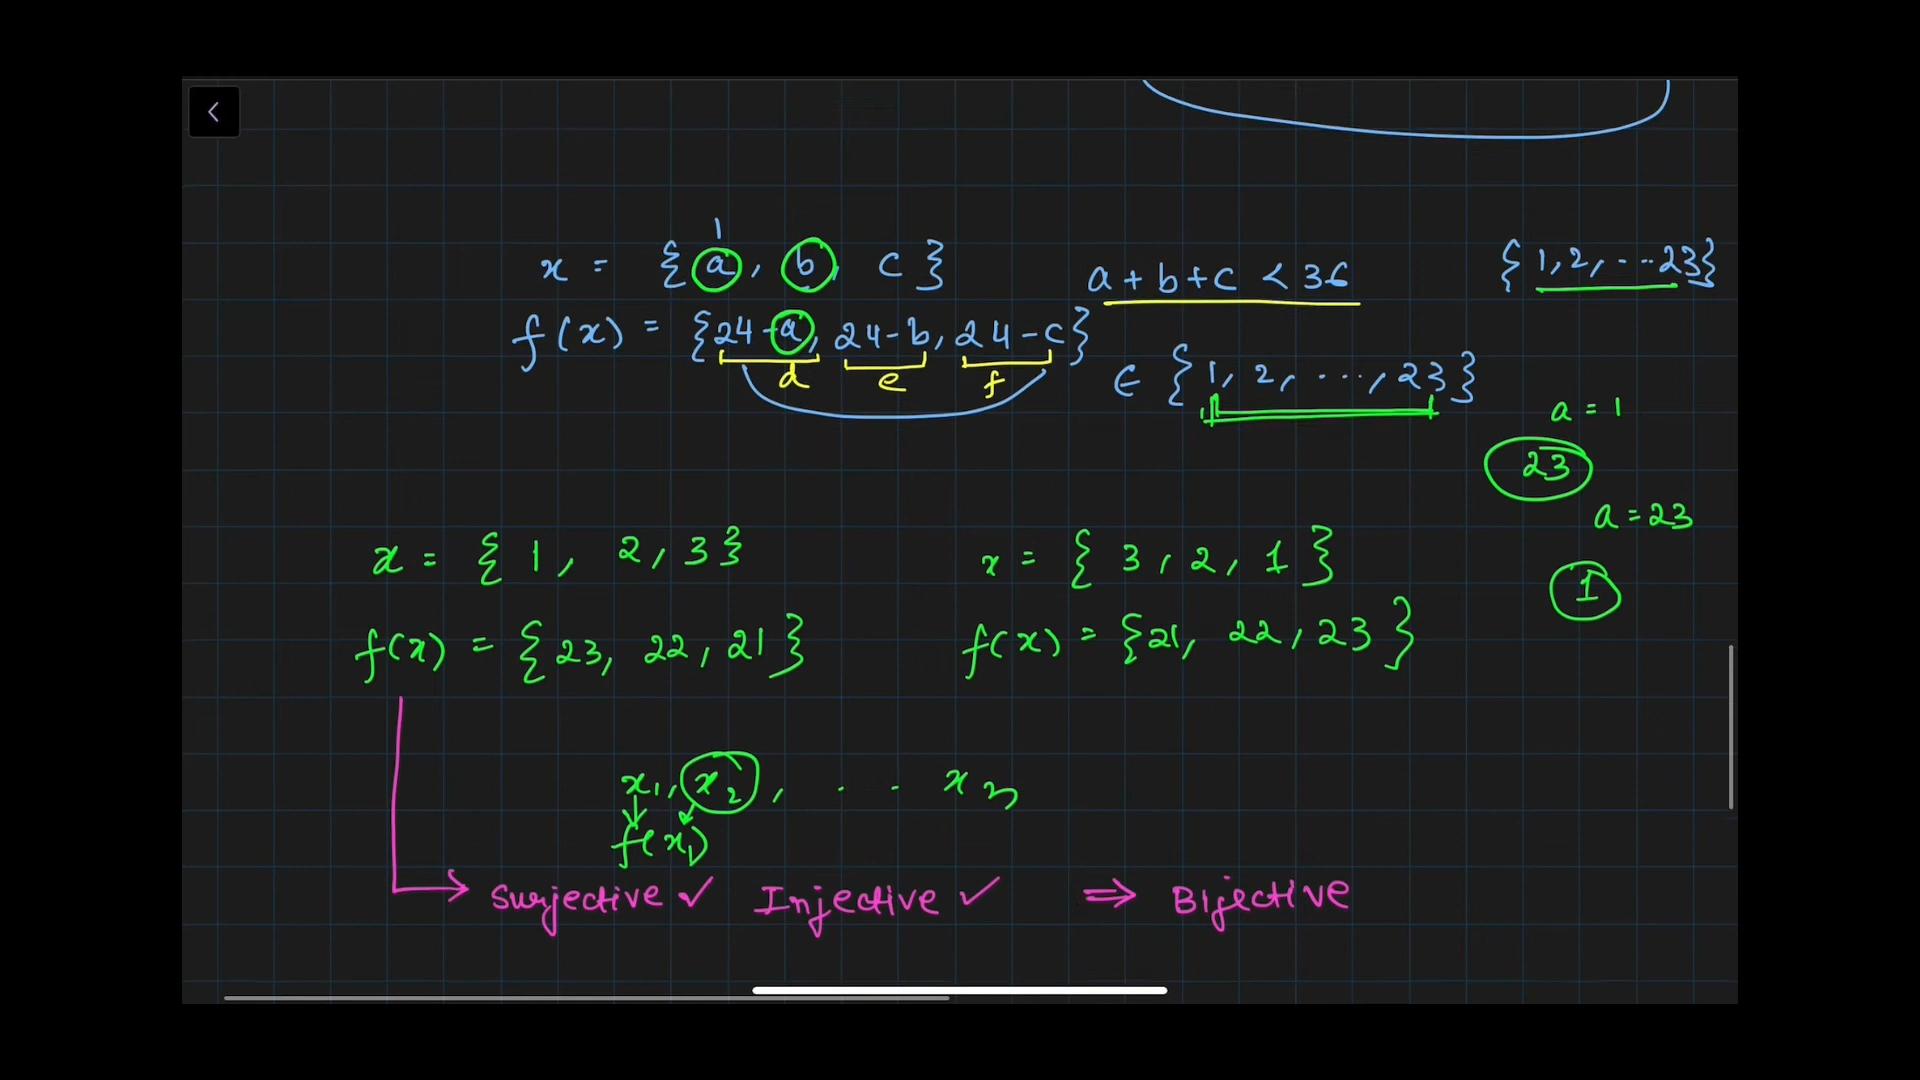 1
x = { a, b, c }
a + b + c < 36
{ 1, 2, ... 23 }
f(x) = { 24 - a, 24 - b, 24 - c }
d e f
∈ { 1, 2, ..., 23 }
a = 1
23
a = 23
1
x = { 1, 2, 3 }
x = { 3, 2, 1 }
f(x) = { 23, 22, 21 }
f(x) = { 21, 22, 23 }
x1, x2, . . x n
f(x1)
Surjective ✓ Injective ✓ ⇒ Bijective